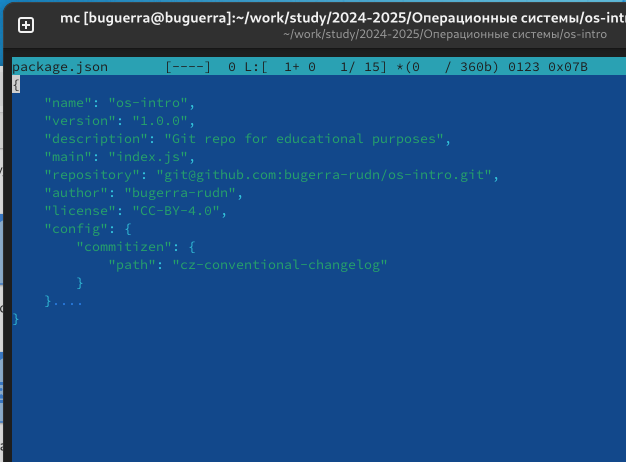 mc [buguerra@buguerra]:~/work/study/2024-2025/Операционные системы/os-intr
~/work/study/2024-2025/Операционные системы/os-intro
package.json       [----]  0 L:[  1+ 0   1/ 15] *(0   / 360b) 0123 0x07B
{
    "name": "os-intro",
    "version": "1.0.0",
    "description": "Git repo for educational purposes",
    "main": "index.js",
    "repository": "git@github.com:bugerra-rudn/os-intro.git",
    "author": "bugerra-rudn",
    "license": "CC-BY-4.0",
    "config": {
        "commitizen": {
            "path": "cz-conventional-changelog"
        }
    }....
}